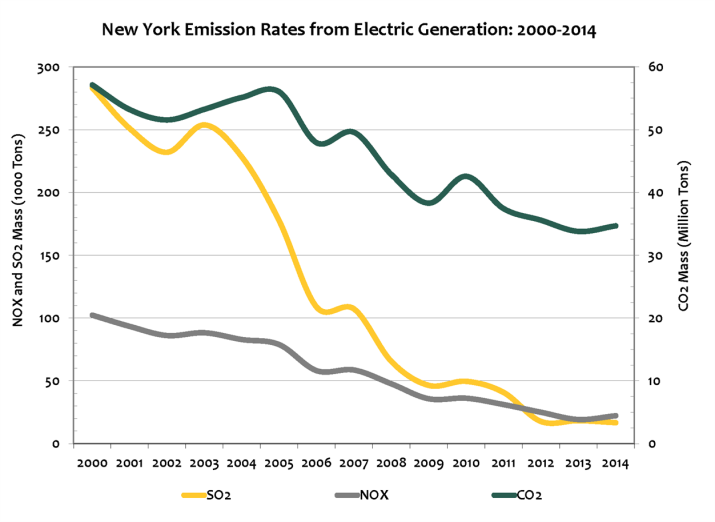 New York Emission Rates from Electric Generation: 2000-2014
300
250
200
150
100
50
0
NOX and SO2 Mass (1000 Tons)
60
50
40
30
20
10
0
CO2 Mass (Million Tons)
2000 2001 2002 2003 2004 2005 2006 2007 2008 2009 2010 2011 2012 2013 2014
SO2 NOX CO2